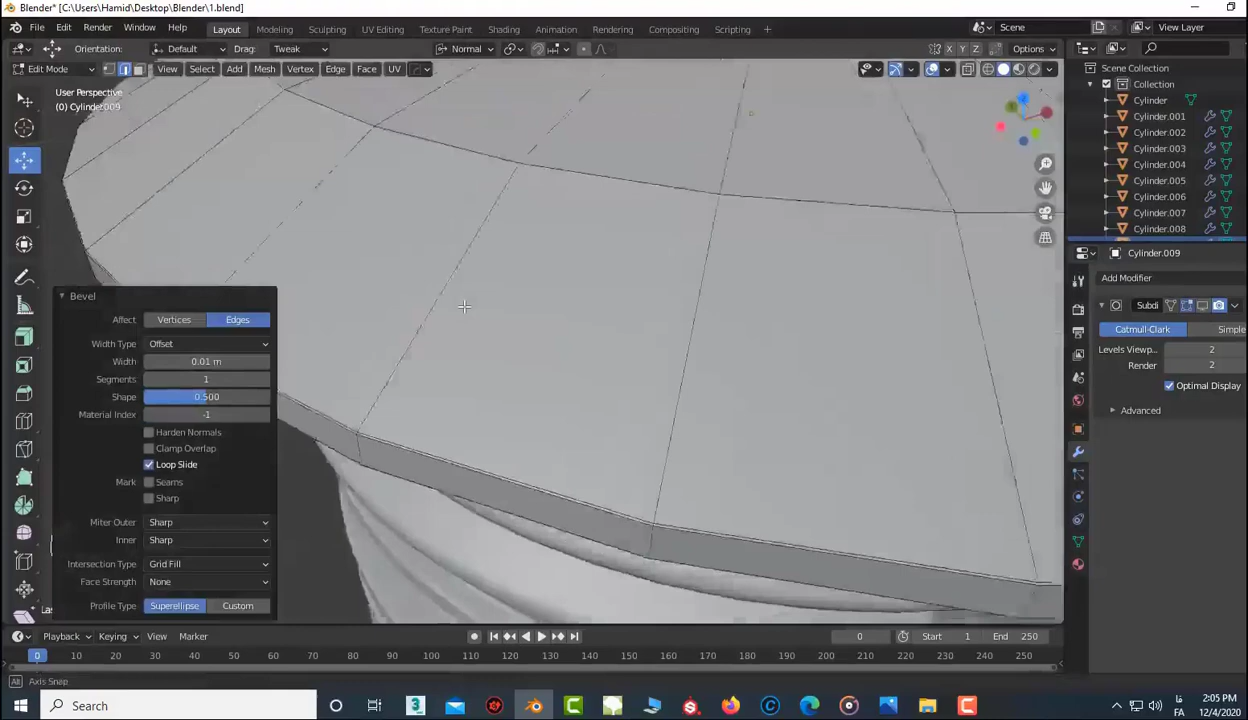 Blender* [C:\Users\Hamid\Desktop\Blender\1.blend]
File Edit Render Window Help Layout Modeling Sculpting UV Editing Texture Paint Shading Animation Rendering Compositing Scripting + Scene View Layer
Orientation: Default Drag: Tweak Normal X Y Z Options
Edit Mode View Select Add Mesh Vertex Edge Face UV
User Perspective
(0) Cylinder.009
Scene Collection
Collection
Cylinder
Cylinder.001
Cylinder.002
Cylinder.003
Cylinder.004
Cylinder.005
Cylinder.006
Cylinder.007
Cylinder.008
Cylinder.009
Add Modifier
Subdi
Catmull-Clark Simple
Levels Viewp... 2
Render 2
Optimal Display
Advanced
Bevel
Affect Vertices Edges
Width Type Offset
Width 0.01 m
Segments 1
Shape 0.500
Material Index -1
Harden Normals
Clamp Overlap
Loop Slide
Mark Seams
Sharp
Miter Outer Sharp
Inner Sharp
Intersection Type Grid Fill
Face Strength None
Profile Type Superellipse Custom
Playback Keying View Marker 0 Start 1 End 250
0 10 20 30 40 50 60 70 80 90 100 110 120 130 140 150 160 170 180 190 200 210 220 230 240 250
Alt Axis Snap
Search
3
S
C
FA
2:05 PM
12/4/2020